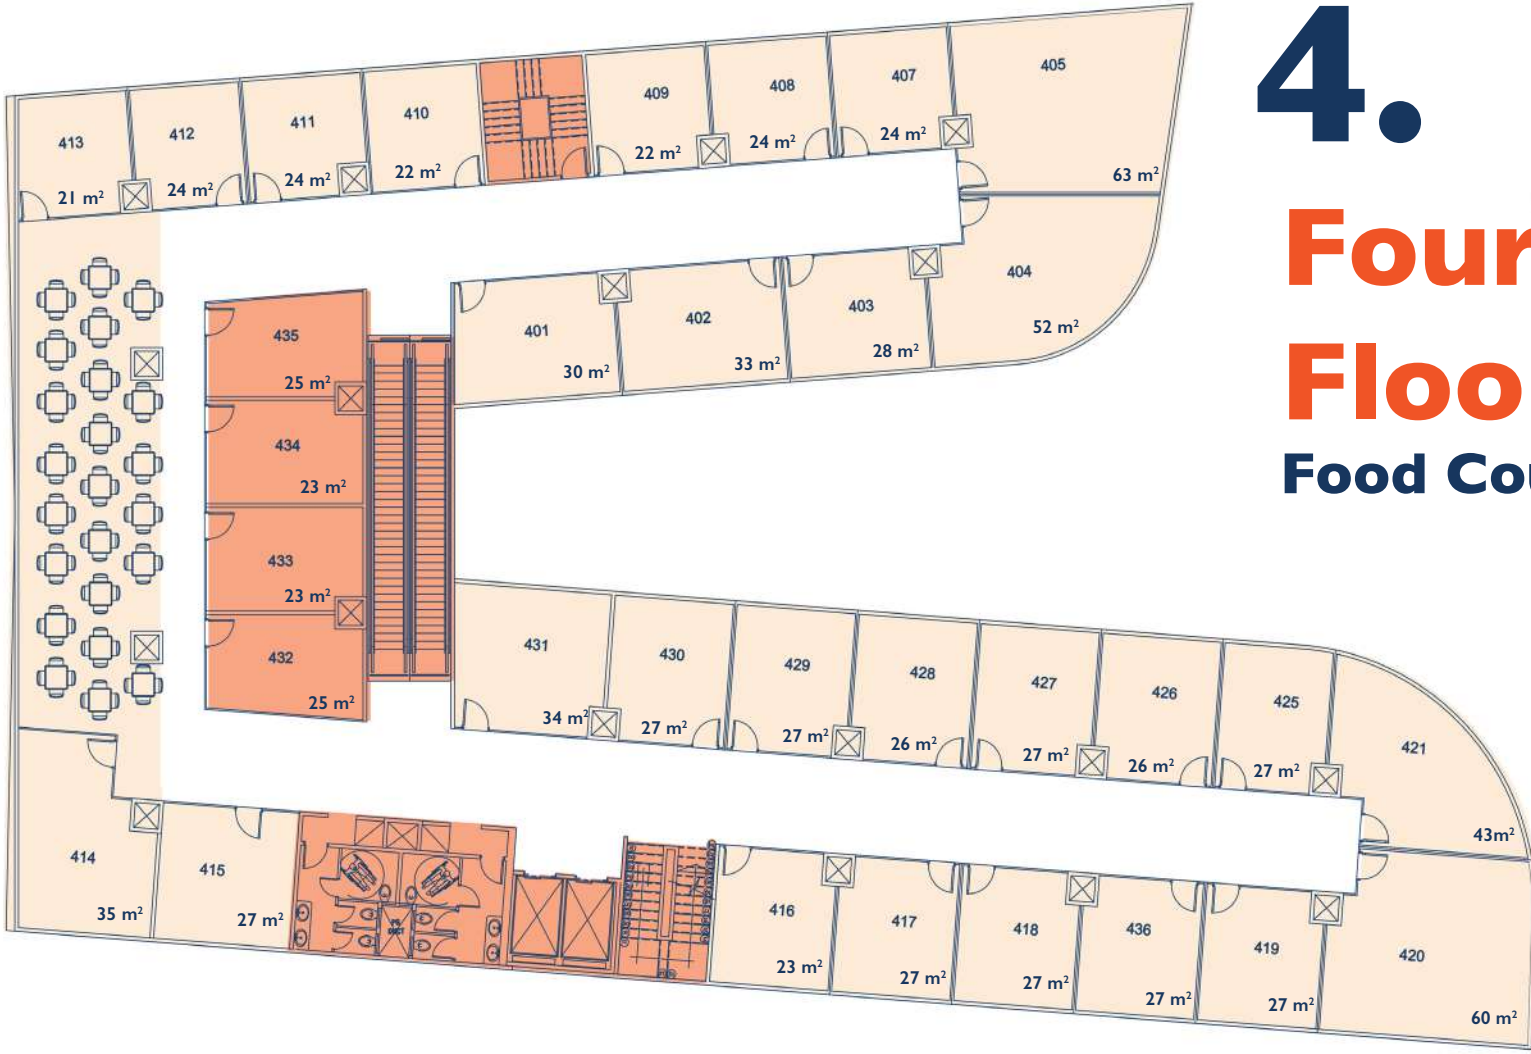 4.
Four
Floo
Food Cou
405
63 m²
407
24 m²
408
24 m²
409
22 m²
410
22 m²
411
24 m²
412
24 m²
413
21 m²
404
52 m²
403
28 m²
402
33 m²
401
30 m²
435
25 m²
434
23 m²
433
23 m²
432
25 m²
431
34 m²
430
27 m²
429
27 m²
428
26 m²
427
27 m²
426
26 m²
425
27 m²
421
43m²
414
35 m²
415
27 m²
416
23 m²
417
27 m²
418
27 m²
436
27 m²
419
27 m²
420
60 m²